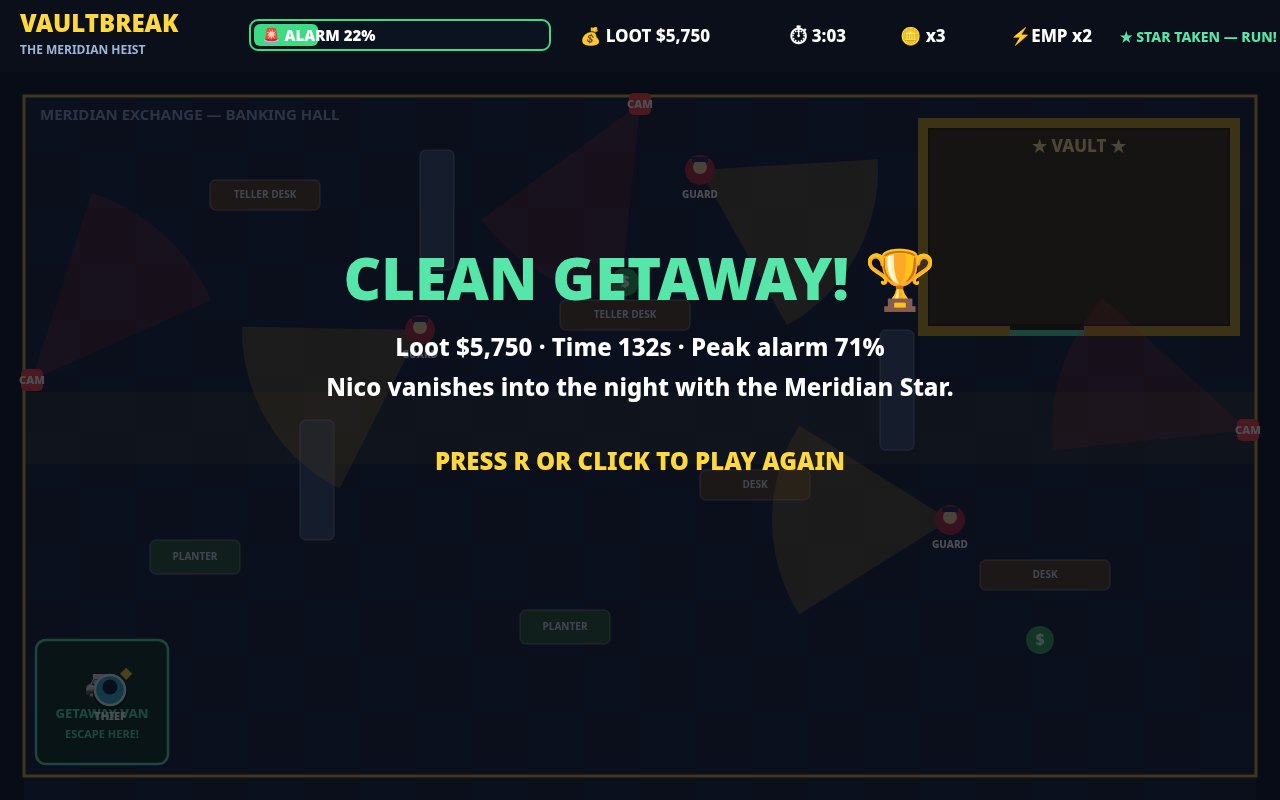 VAULTBREAK
THE MERIDIAN HEIST
🚨 ALARM 22%
💰 LOOT $5,750
⏱ 3:03
🪙 x3
⚡EMP x2
★ STAR TAKEN — RUN!
CAM
MERIDIAN EXCHANGE — BANKING HALL
★ VAULT ★
TELLER DESK
GUARD
CLEAN GETAWAY! 🏆
$
TELLER DESK
Loot $5,750 · Time 132s · Peak alarm 71%
CAM
Nico vanishes into the night with the Meridian Star.
CAM
PRESS R OR CLICK TO PLAY AGAIN
DESK
GUARD
PLANTER
DESK
PLANTER
$
GETAWAY VAN
THIEF
ESCAPE HERE!